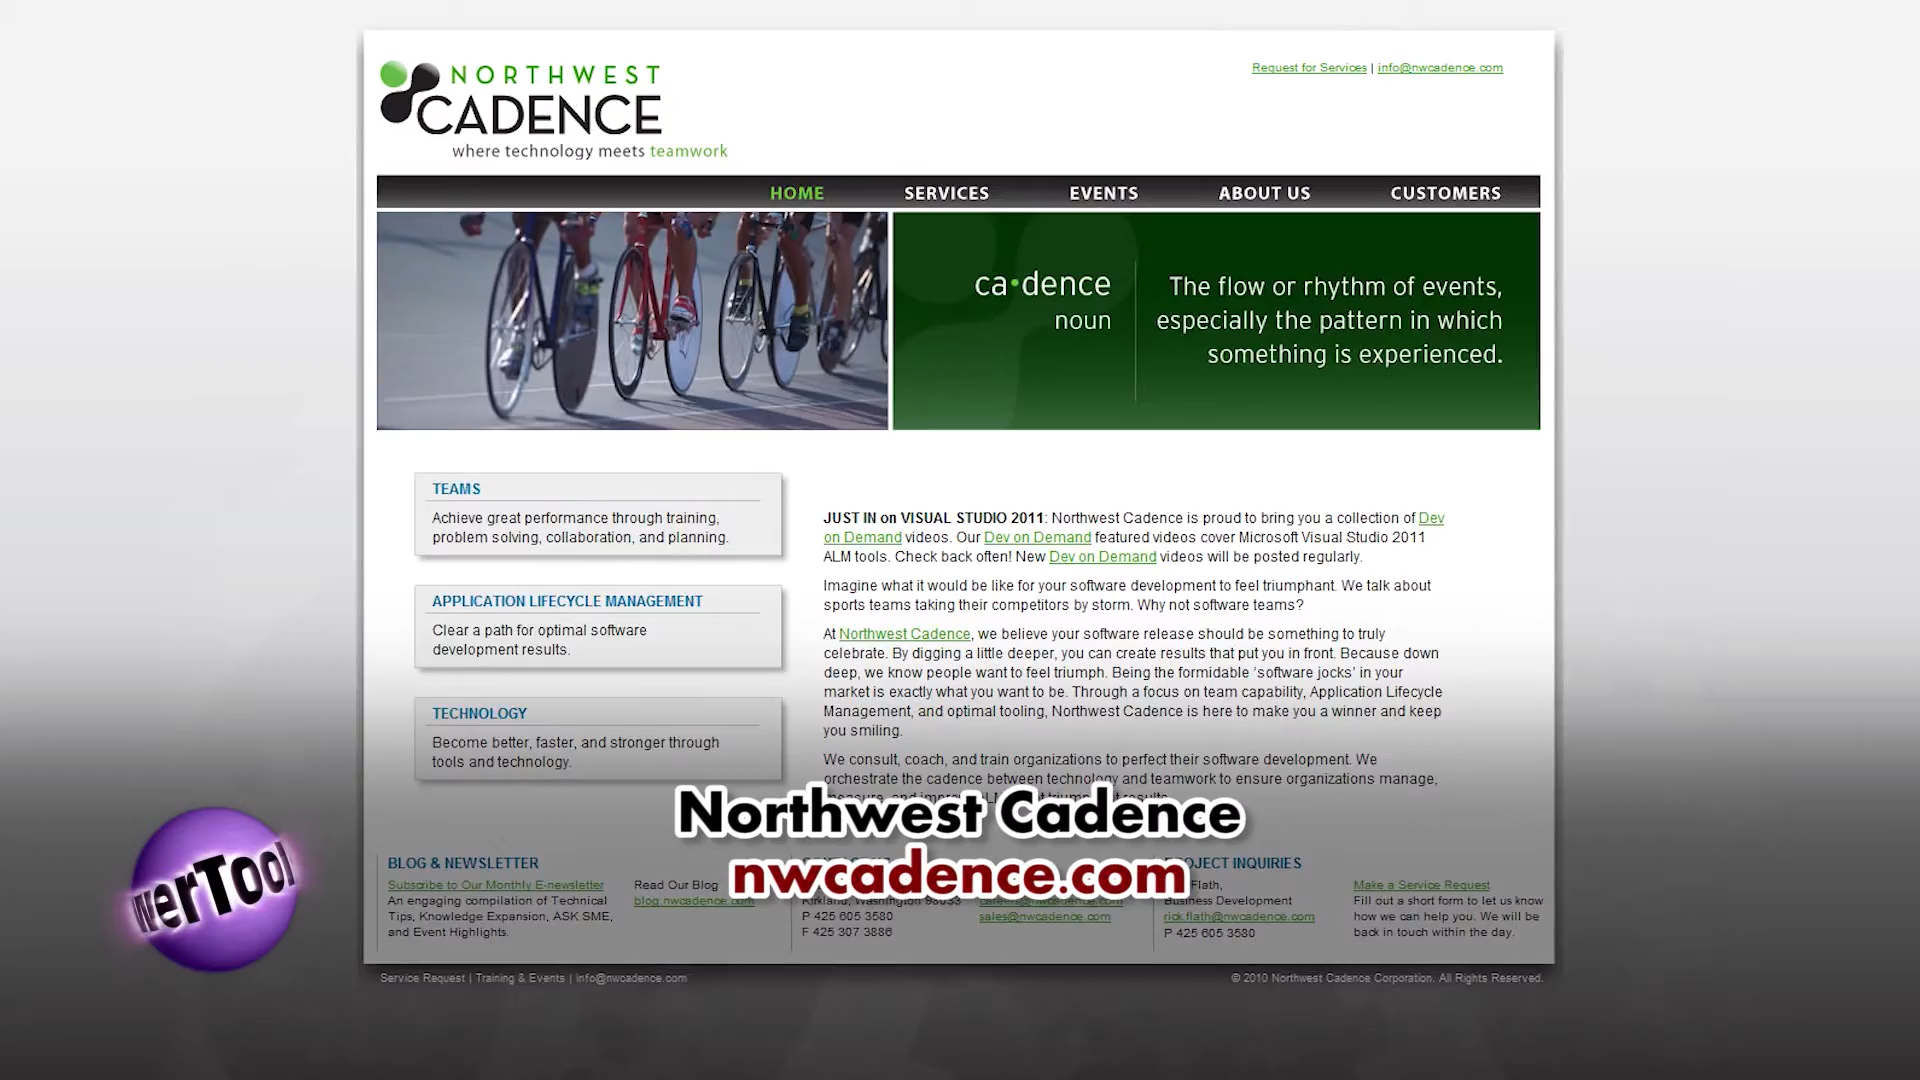 NORTHWEST
CADENCE
where technology meets teamwork
Request for Services | info@nwcadence.com
HOME SERVICES EVENTS ABOUT US CUSTOMERS
ca•dence
noun
The flow or rhythm of events,
especially the pattern in which
something is experienced.
TEAMS
Achieve great performance through training,
problem solving, collaboration, and planning.
APPLICATION LIFECYCLE MANAGEMENT
Clear a path for optimal software
development results.
TECHNOLOGY
Become better, faster, and stronger through
tools and technology.
JUST IN on VISUAL STUDIO 2011: Northwest Cadence is proud to bring you a collection of Dev
on Demand videos. Our Dev on Demand featured videos cover Microsoft Visual Studio 2011
ALM tools. Check back often! New Dev on Demand videos will be posted regularly.
Imagine what it would be like for your software development to feel triumphant. We talk about
sports teams taking their competitors by storm. Why not software teams?
At Northwest Cadence, we believe your software release should be something to truly
celebrate. By digging a little deeper, you can create results that put you in front. Because down
deep, we know people want to feel triumph. Being the formidable 'software jocks' in your
market is exactly what you want to be. Through a focus on team capability, Application Lifecycle
Management, and optimal tooling, Northwest Cadence is here to make you a winner and keep
you smiling.
We consult, coach, and train organizations to perfect their software development. We
orchestrate the cadence between technology and teamwork to ensure organizations manage,
Northwest Cadence
nwcadence.com
werTool
BLOG & NEWSLETTER
Subscribe to Our Monthly E-newsletter
An engaging compilation of Technical
Tips, Knowledge Expansion, ASK SME,
and Event Highlights.
Read Our Blog
blog.nwcadence.com
Kirkland, Washington 98033
P 425 605 3580
F 425 307 3886
careers@nwcadence.com
sales@nwcadence.com
PROJECT INQUIRIES
Flath,
Business Development
rick.flath@nwcadence.com
P 425 605 3580
Make a Service Request
Fill out a short form to let us know
how we can help you. We will be
back in touch within the day.
Service Request | Training & Events | info@nwcadence.com
© 2010 Northwest Cadence Corporation. All Rights Reserved.